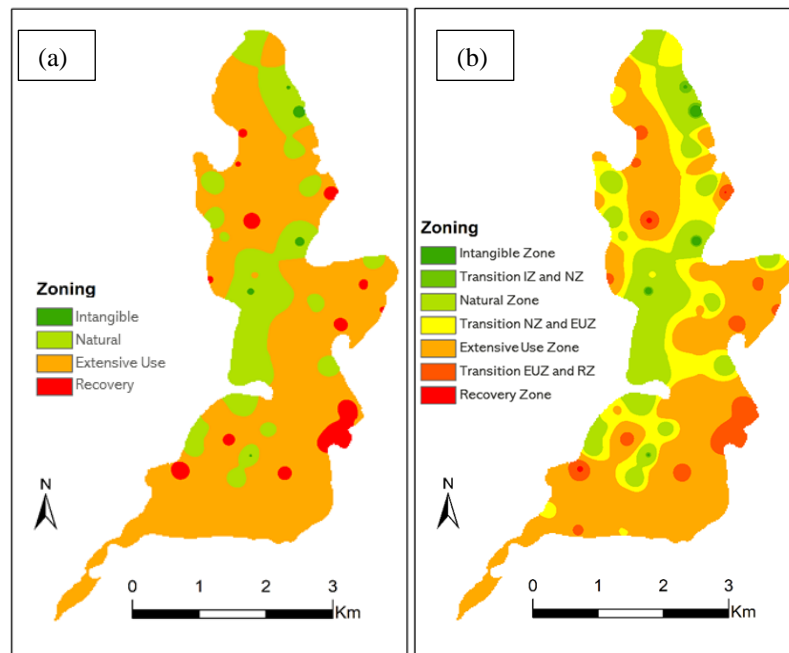 (a)
Zoning
Intangible
Natural
Extensive Use
Recovery
N
0 1 2 3
Km
(b)
Zoning
Intangible Zone
Transition IZ and NZ
Natural Zone
Transition NZ and EUZ
Extensive Use Zone
Transition EUZ and RZ
Recovery Zone
N
0 1 2 3
Km